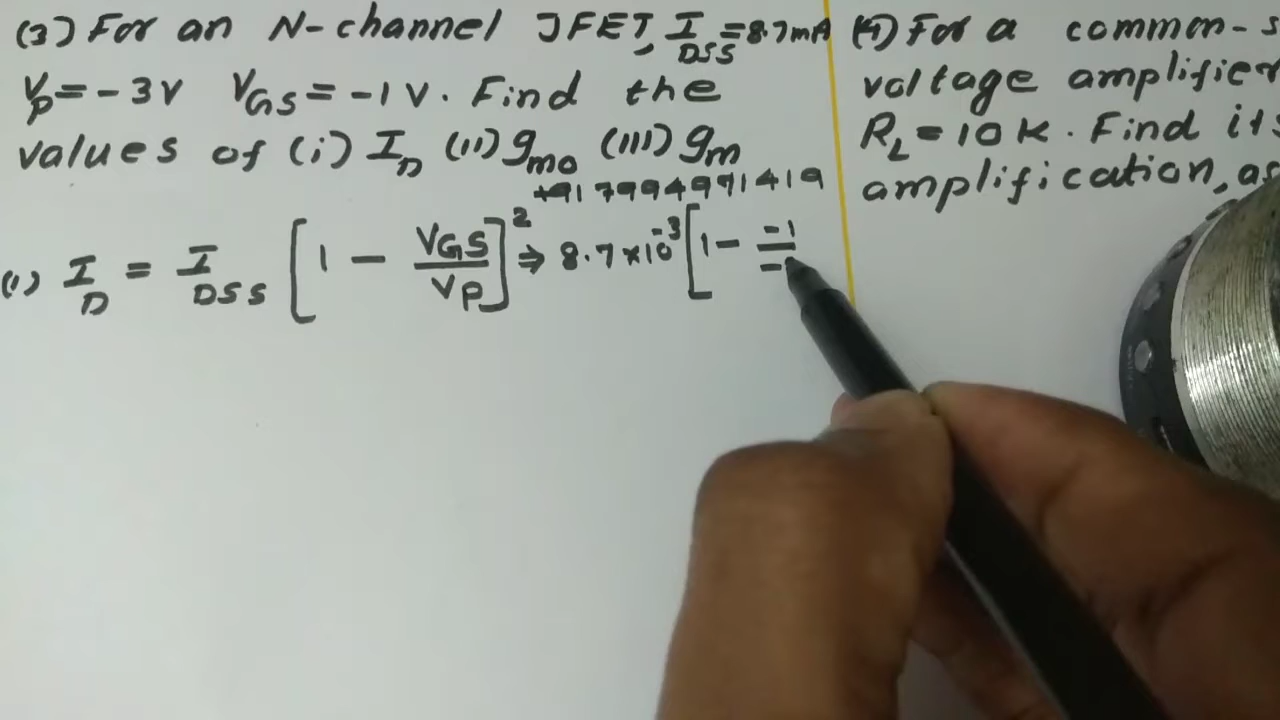 (3) For an N-channel JFET, I_DSS = 8.7mA
V_P = -3V V_GS = -1V. Find the
values of (i) I_D (ii) g_mo (iii) g_m
+917994971419
(i) I_D = I_DSS [1 - V_GS/V_P]^2 ⇒ 8.7×10^-3 [1 - -1/-
(4) For a common-s
voltage amplifier
R_L = 10K. Find its
amplification, as